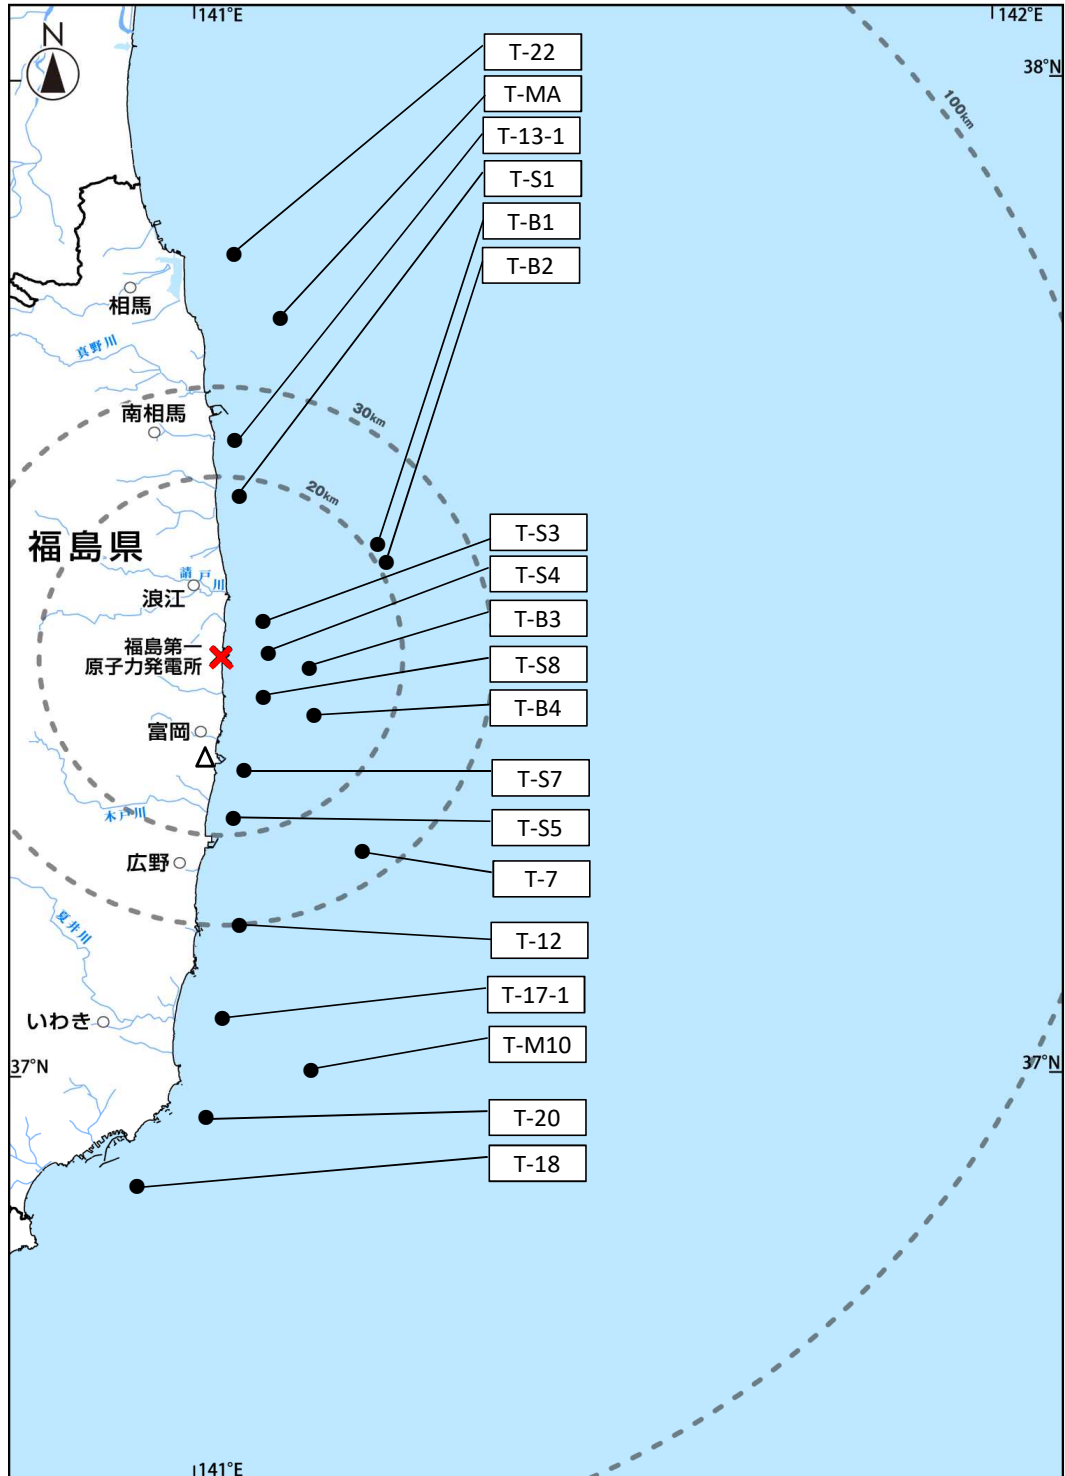 141°E
142°E
N
38°N
T-22
T-MA
100km
T-13-1
T-S1
T-B1
T-B2
相馬
真野川
30km
南相馬
20km
福島県
T-S3
請戸川
T-S4
浪江
T-B3
福島第一
原子力発電所
T-S8
T-B4
富岡
T-S7
木戸川
T-S5
広野
T-7
夏井川
T-12
T-17-1
いわき
T-M10
37°N
37°N
T-20
T-18
141°E